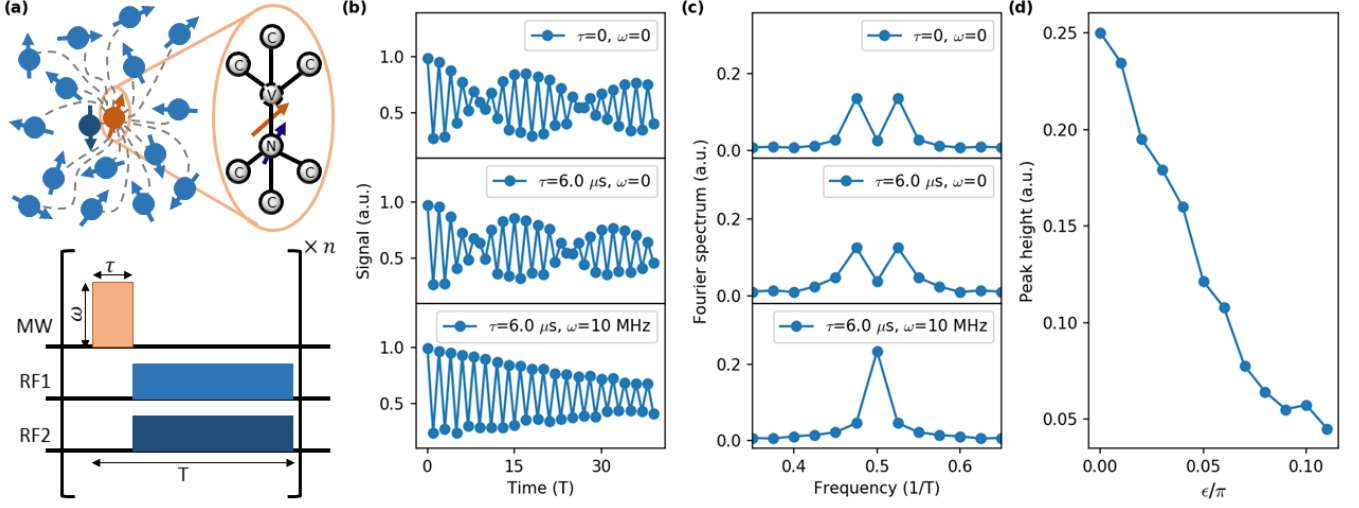 (a)
C
C
C
V
N
C
C
C
× n
τ
ω
MW
RF1
RF2
T
(b)
τ=0, ω=0
1.0
0.5
τ=6.0 μs, ω=0
1.0
0.5
τ=6.0 μs, ω=10 MHz
1.0
0.5
0
15
30
Signal (a.u.)
Time (T)
(c)
τ=0, ω=0
0.2
0.0
τ=6.0 μs, ω=0
0.2
0.0
τ=6.0 μs, ω=10 MHz
0.2
0.0
0.4
0.5
0.6
Fourier spectrum (a.u.)
Frequency (1/T)
(d)
0.25
0.20
0.15
0.10
0.05
0.00
0.05
0.10
Peak height (a.u.)
ϵ/π